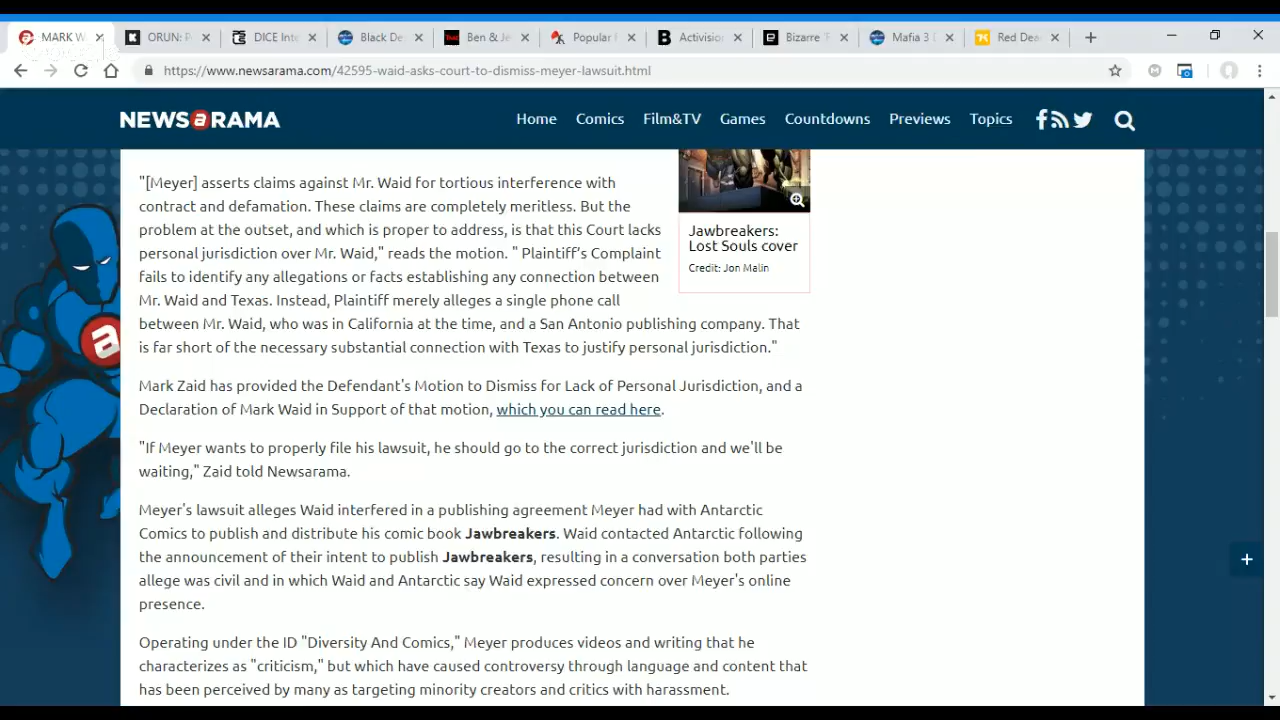 MARK W
ORUN: P
DICE Inte
Black De
Ben & Je
Popular
Activision
Bizarre 'F
Mafia 3
Red Dea
https://www.newsarama.com/42595-waid-asks-court-to-dismiss-meyer-lawsuit.html
NEWSaRAMA
Home Comics Film&TV Games Countdowns Previews Topics
"[Meyer] asserts claims against Mr. Waid for tortious interference with
contract and defamation. These claims are completely meritless. But the
problem at the outset, and which is proper to address, is that this Court lacks
personal jurisdiction over Mr. Waid," reads the motion. " Plaintiff's Complaint
fails to identify any allegations or facts establishing any connection between
Mr. Waid and Texas. Instead, Plaintiff merely alleges a single phone call
between Mr. Waid, who was in California at the time, and a San Antonio publishing company. That
is far short of the necessary substantial connection with Texas to justify personal jurisdiction."
Jawbreakers:
Lost Souls cover
Credit: Jon Malin
Mark Zaid has provided the Defendant's Motion to Dismiss for Lack of Personal Jurisdiction, and a
Declaration of Mark Waid in Support of that motion, which you can read here.
"If Meyer wants to properly file his lawsuit, he should go to the correct jurisdiction and we'll be
waiting," Zaid told Newsarama.
Meyer's lawsuit alleges Waid interfered in a publishing agreement Meyer had with Antarctic
Comics to publish and distribute his comic book Jawbreakers. Waid contacted Antarctic following
the announcement of their intent to publish Jawbreakers, resulting in a conversation both parties
allege was civil and in which Waid and Antarctic say Waid expressed concern over Meyer's online
presence.
Operating under the ID "Diversity And Comics," Meyer produces videos and writing that he
characterizes as "criticism," but which have caused controversy through language and content that
has been perceived by many as targeting minority creators and critics with harassment.